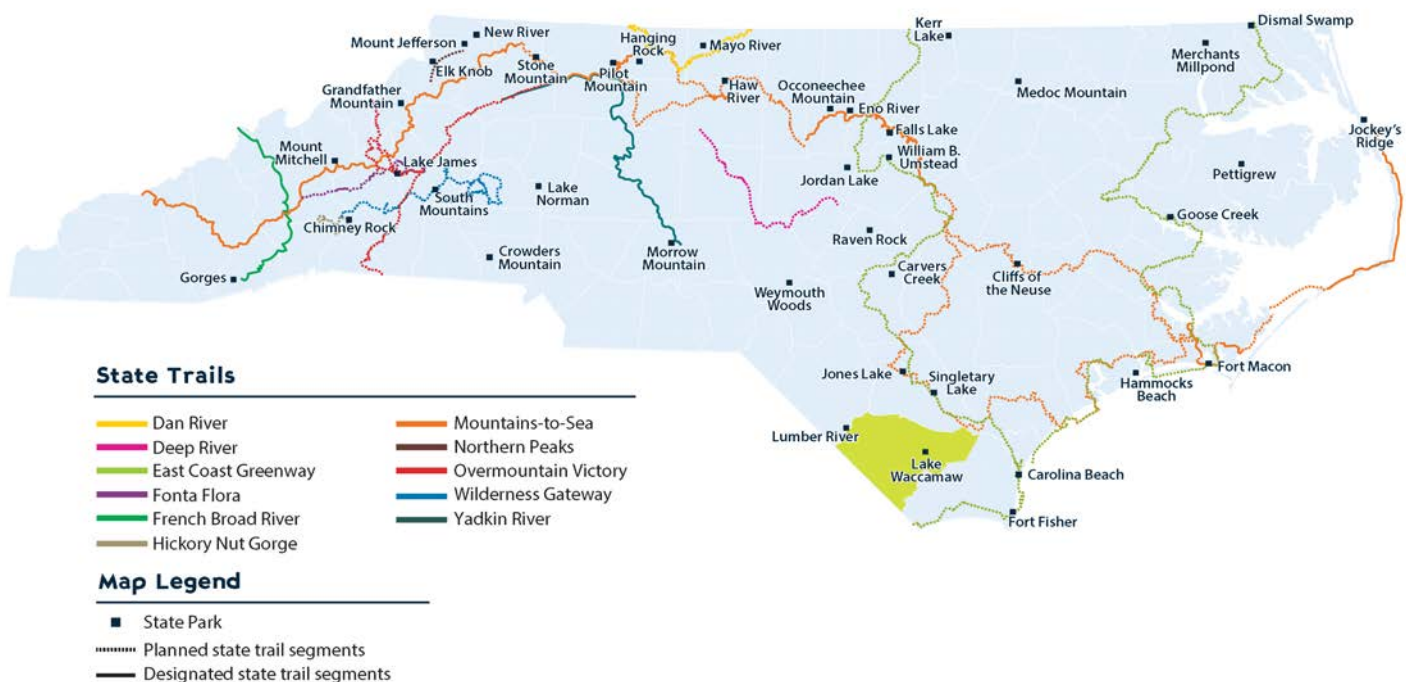 Dismal Swamp
Kerr
Lake
New River
Mount Jefferson
Hanging
Rock
Mayo River
Merchants
Millpond
Elk Knob
Stone
Mountain
Pilot
Mountain
Haw
River
Occoneechee
Mountain
Eno River
Medoc Mountain
Grandfather
Mountain
Falls Lake
Jockey's
Ridge
William B.
Umstead
Mount
Mitchell
Lake James
Jordan Lake
Pettigrew
South
Mountains
Lake
Norman
Chimney Rock
Goose Creek
Raven Rock
Crowders
Mountain
Morrow
Mountain
Gorges
Carvers
Creek
Cliffs of
the Neuse
Weymouth
Woods
Fort Macon
Jones Lake
Singletary
Lake
Hammocks
Beach
Lumber River
Lake
Waccamaw
Carolina Beach
Fort Fisher
State Trails
Dan River
Deep River
East Coast Greenway
Fonta Flora
French Broad River
Hickory Nut Gorge
Mountains-to-Sea
Northern Peaks
Overmountain Victory
Wilderness Gateway
Yadkin River
Map Legend
State Park
Planned state trail segments
Designated state trail segments